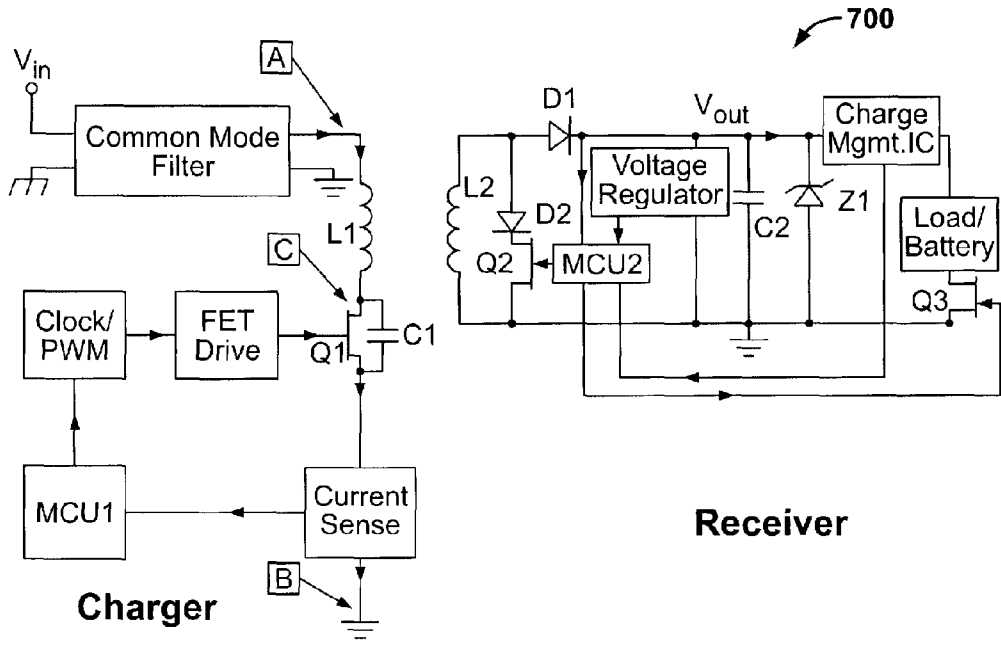 700
A
Vin
Common Mode
Filter
L1
C
Clock/
PWM
FET
Drive
Q1
C1
MCU1
Current
Sense
B
Charger
D1
Vout
Charge
Mgmt.IC
Voltage
Regulator
L2
D2
C2
Z1
Load/
Battery
Q2
MCU2
Q3
Receiver